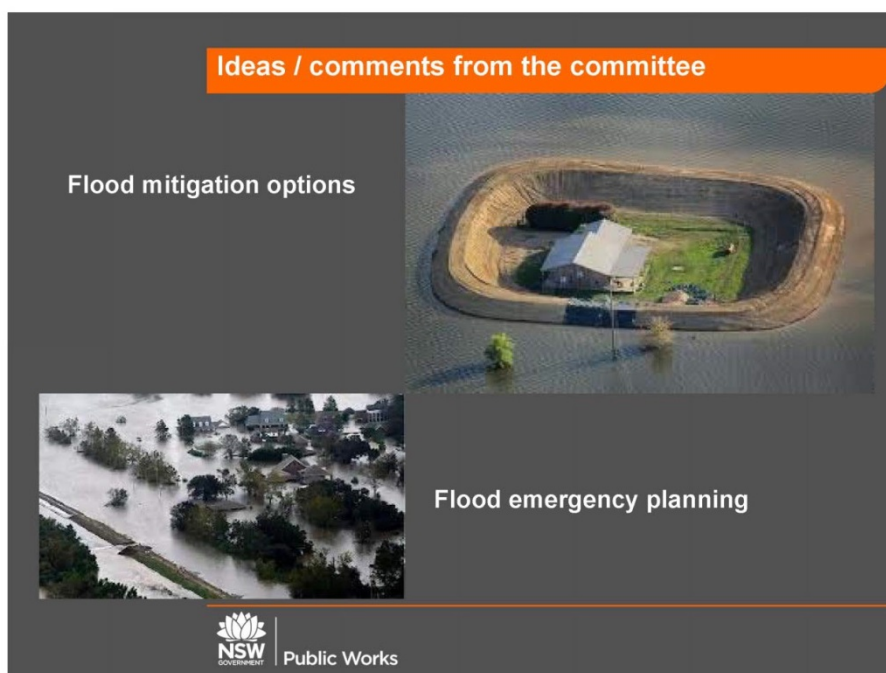 Ideas / comments from the committee
Flood mitigation options
Flood emergency planning
NSW
GOVERNMENT
Public Works